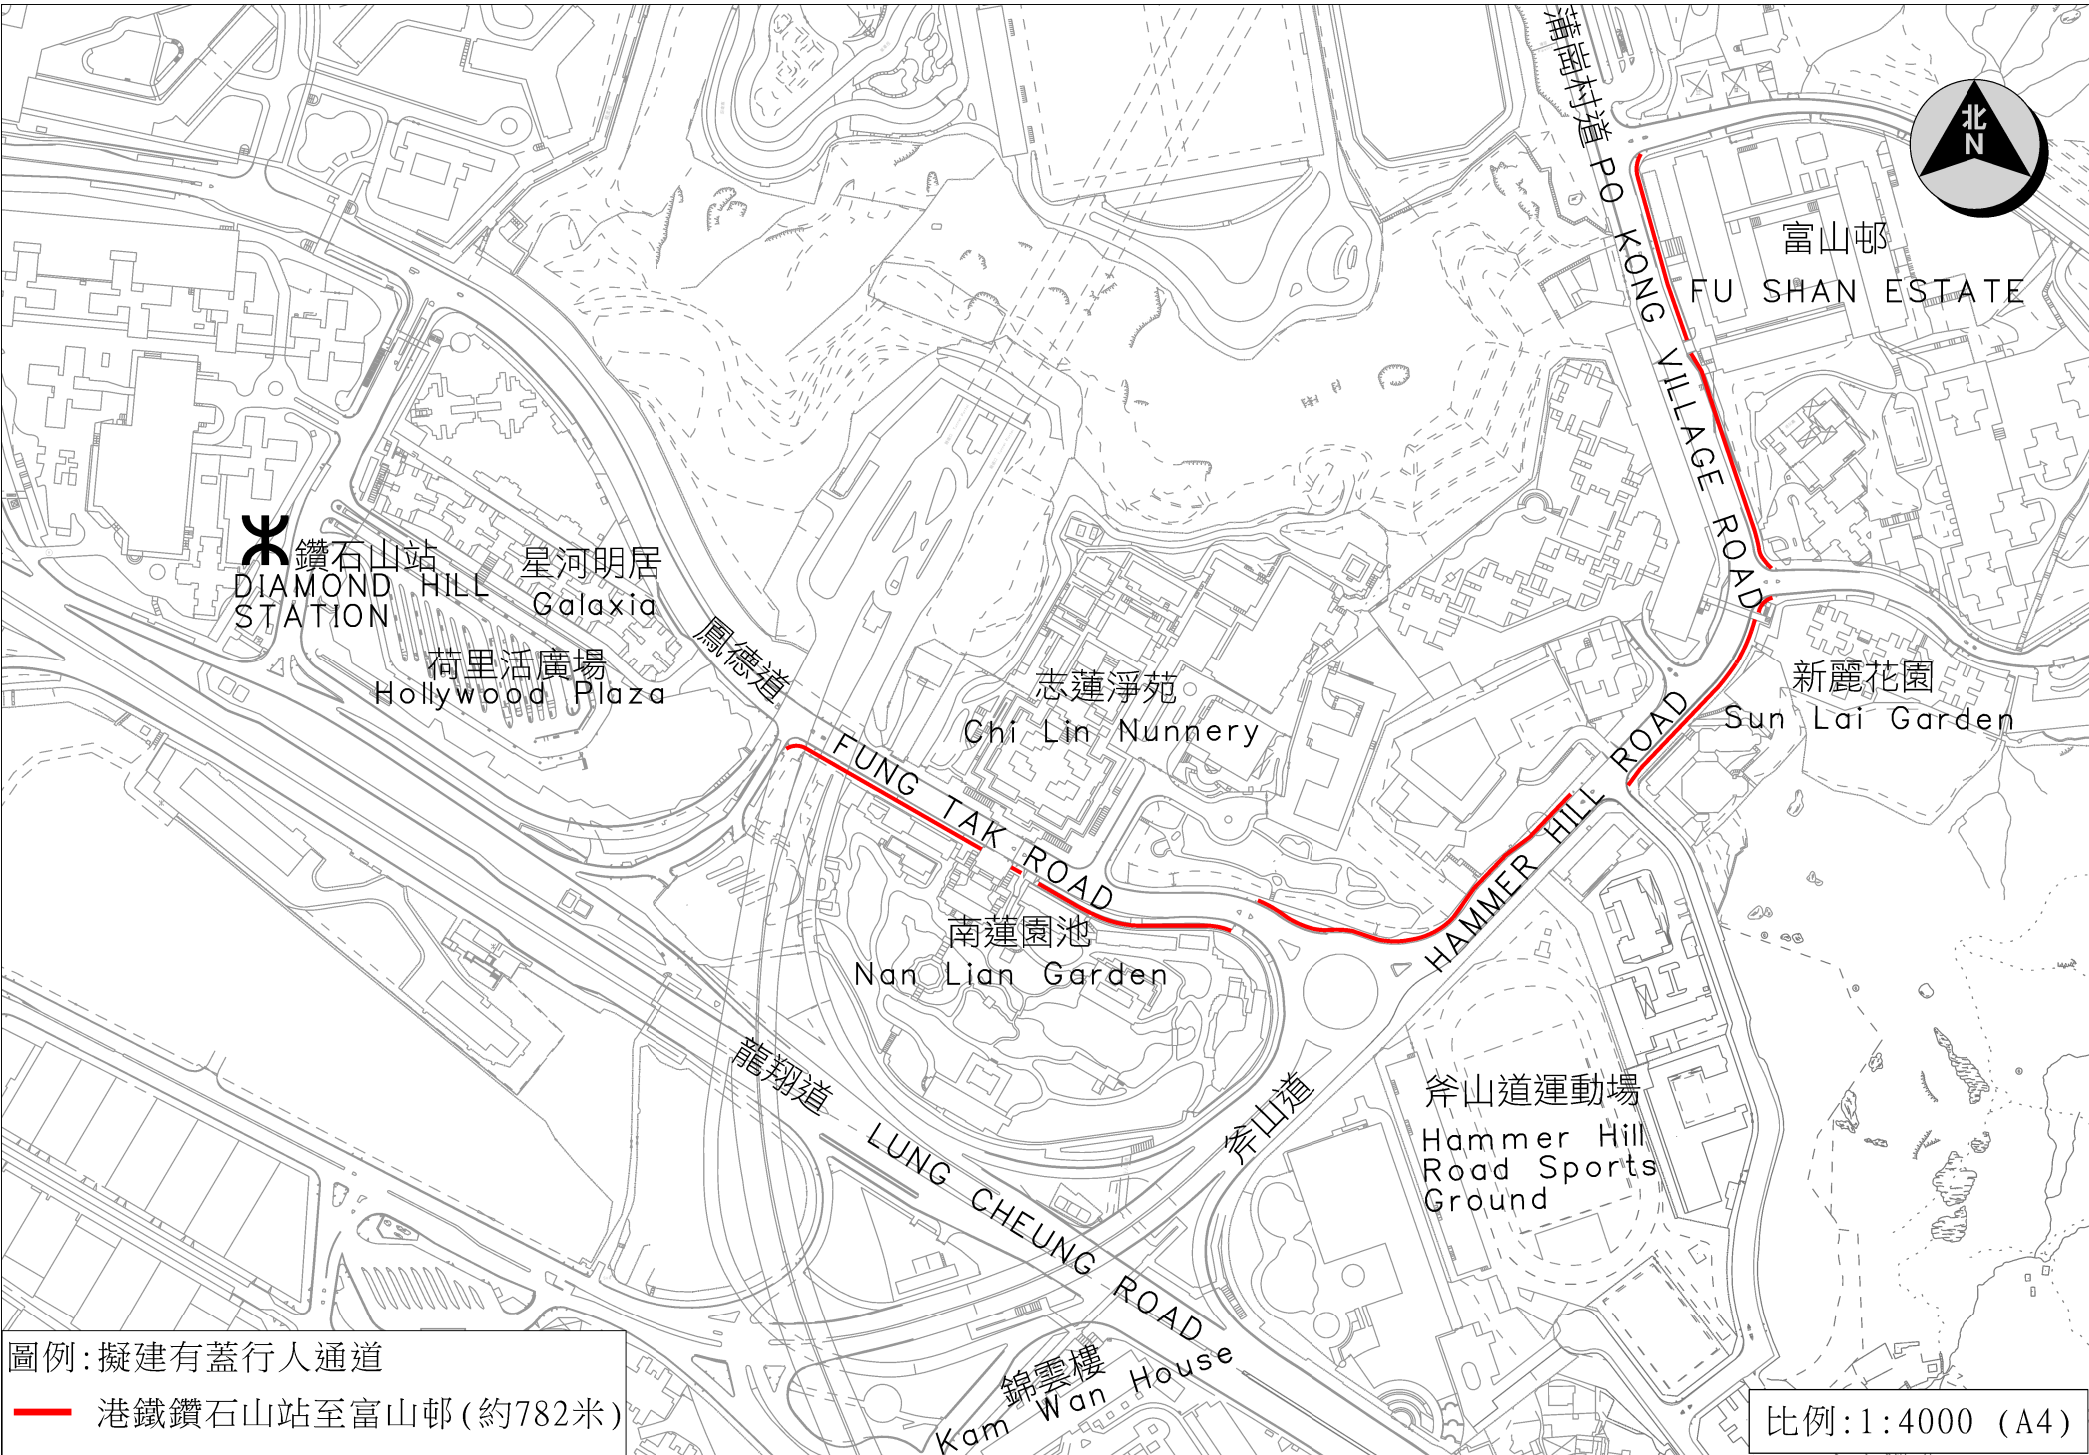 蒲崗村道 PO KONG VILLAGE ROAD
北
N
富山邨
FU SHAN ESTATE
鑽石山站
DIAMOND HILL
STATION
星河明居
Galaxia
荷里活廣場
Hollywood Plaza
鳳德道
FUNG TAK ROAD
志蓮淨苑
Chi Lin Nunnery
新麗花園
Sun Lai Garden
南蓮園池
Nan Lian Garden
斧山道
HAMMER HILL ROAD
龍翔道
LUNG CHEUNG ROAD
斧山道運動場
Hammer Hill
Road Sports
Ground
錦雲樓
Kam Wan House
圖例:擬建有蓋行人通道
港鐵鑽石山站至富山邨(約782米)
比例:1:4000 (A4)